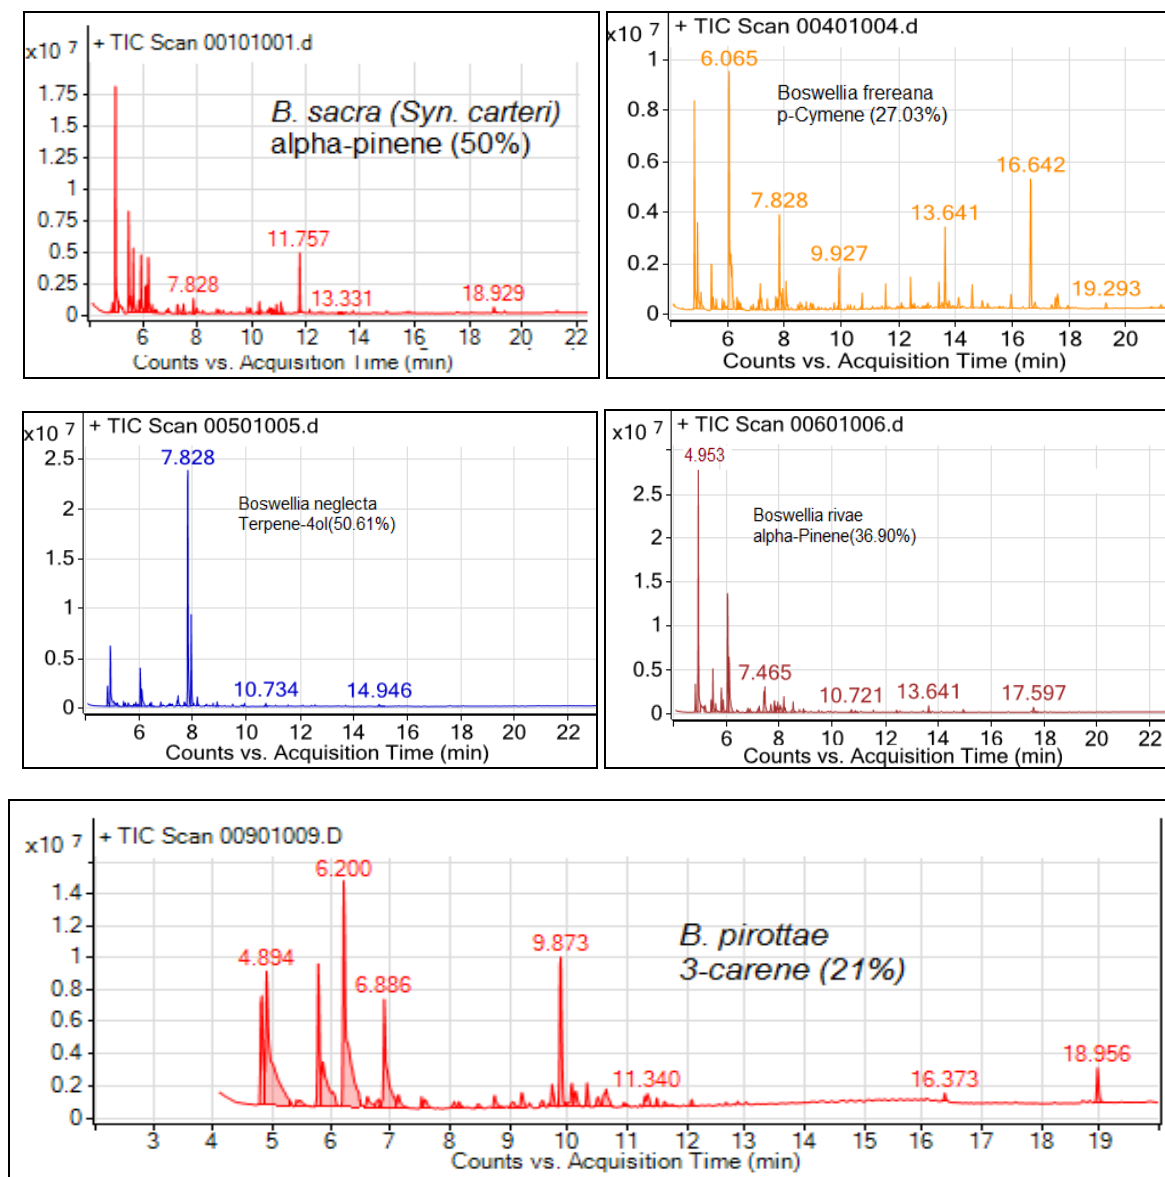 + TIC Scan 00101001.d
x10 7
B. sacra (Syn. carteri)
alpha-pinene (50%)
1.75
1.5
1.25
1
0.75
0.5
0.25
0
11.757
7.828
13.331
18.929
6 8 10 12 14 16 18 20 22
Counts vs. Acquisition Time (min)
+ TIC Scan 00401004.d
x10 7
Boswellia frereana
p-Cymene (27.03%)
1
0.8
0.6
0.4
0.2
0
6.065
7.828
9.927
13.641
16.642
19.293
6 8 10 12 14 16 18 20
Counts vs. Acquisition Time (min)
+ TIC Scan 00501005.d
x10 7
Boswellia neglecta
Terpene-4ol(50.61%)
2.5
2
1.5
1
0.5
0
7.828
10.734
14.946
6 8 10 12 14 16 18 20 22
Counts vs. Acquisition Time (min)
+ TIC Scan 00601006.d
x10 7
Boswellia rivae
alpha-Pinene(36.90%)
2.5
2
1.5
1
0.5
0
4.953
7.465
10.721
13.641
17.597
6 8 10 12 14 16 18 20 22
Counts vs. Acquisition Time (min)
+ TIC Scan 00901009.D
x10 7
B. pirottae
3-carene (21%)
1.4
1.2
1
0.8
0.6
0.4
0.2
0
4.894
6.200
6.886
9.873
11.340
16.373
18.956
3 4 5 6 7 8 9 10 11 12 13 14 15 16 17 18 19
Counts vs. Acquisition Time (min)